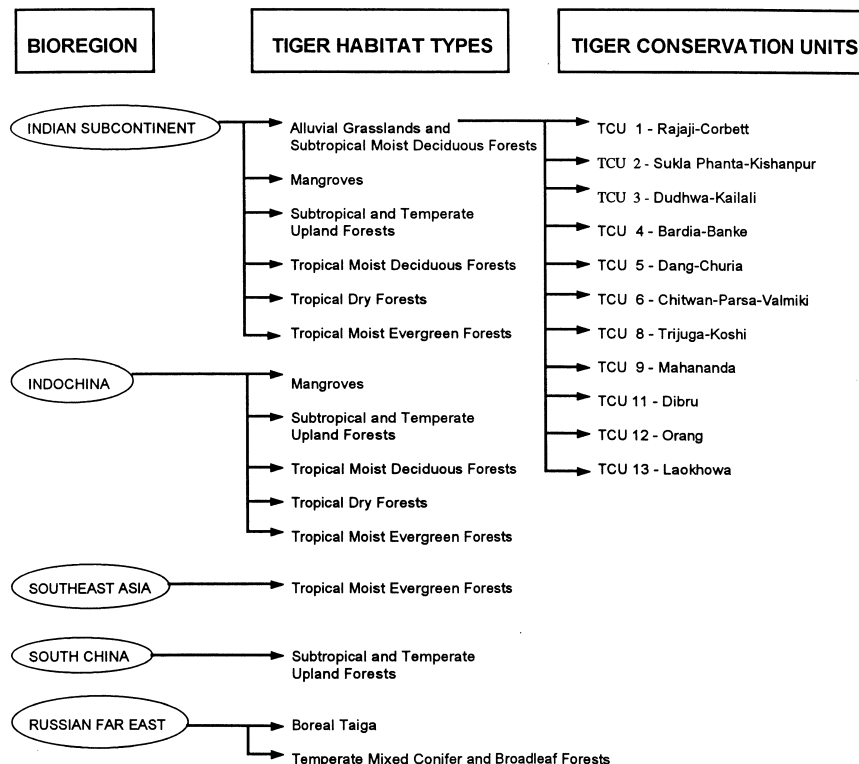 BIOREGION
TIGER HABITAT TYPES
TIGER CONSERVATION UNITS
INDIAN SUBCONTINENT
Alluvial Grasslands and
Subtropical Moist Deciduous Forests
Mangroves
Subtropical and Temperate
Upland Forests
Tropical Moist Deciduous Forests
Tropical Dry Forests
Tropical Moist Evergreen Forests
TCU 1 - Rajaji-Corbett
TCU 2 - Sukla Phanta-Kishanpur
TCU 3 - Dudhwa-Kailali
TCU 4 - Bardia-Banke
TCU 5 - Dang-Churia
TCU 6 - Chitwan-Parsa-Valmiki
TCU 8 - Trijuga-Koshi
TCU 9 - Mahananda
TCU 11 - Dibru
TCU 12 - Orang
TCU 13 - Laokhowa
INDOCHINA
Mangroves
Subtropical and Temperate
Upland Forests
Tropical Moist Deciduous Forests
Tropical Dry Forests
Tropical Moist Evergreen Forests
SOUTHEAST ASIA
Tropical Moist Evergreen Forests
SOUTH CHINA
Subtropical and Temperate
Upland Forests
RUSSIAN FAR EAST
Boreal Taiga
Temperate Mixed Conifer and Broadleaf Forests